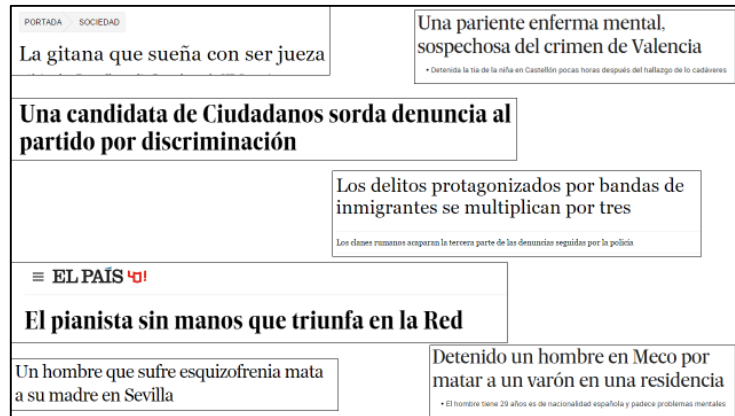 PORTADA SOCIEDAD
La gitana que sueña con ser jueza
Una pariente enferma mental,
sospechosa del crimen de Valencia
• Detenida la tía de la niña en Castellón pocas horas después del hallazgo de lo cadáveres
Una candidata de Ciudadanos sorda denuncia al
partido por discriminación
Los delitos protagonizados por bandas de
inmigrantes se multiplican por tres
Los clanes rumanos acaparan la tercera parte de las denuncias seguidas por la policía
≡ EL PAÍS 40!
El pianista sin manos que triunfa en la Red
Un hombre que sufre esquizofrenia mata
a su madre en Sevilla
Detenido un hombre en Meco por
matar a un varón en una residencia
• El hombre tiene 29 años es de nacionalidad española y padece problemas mentales